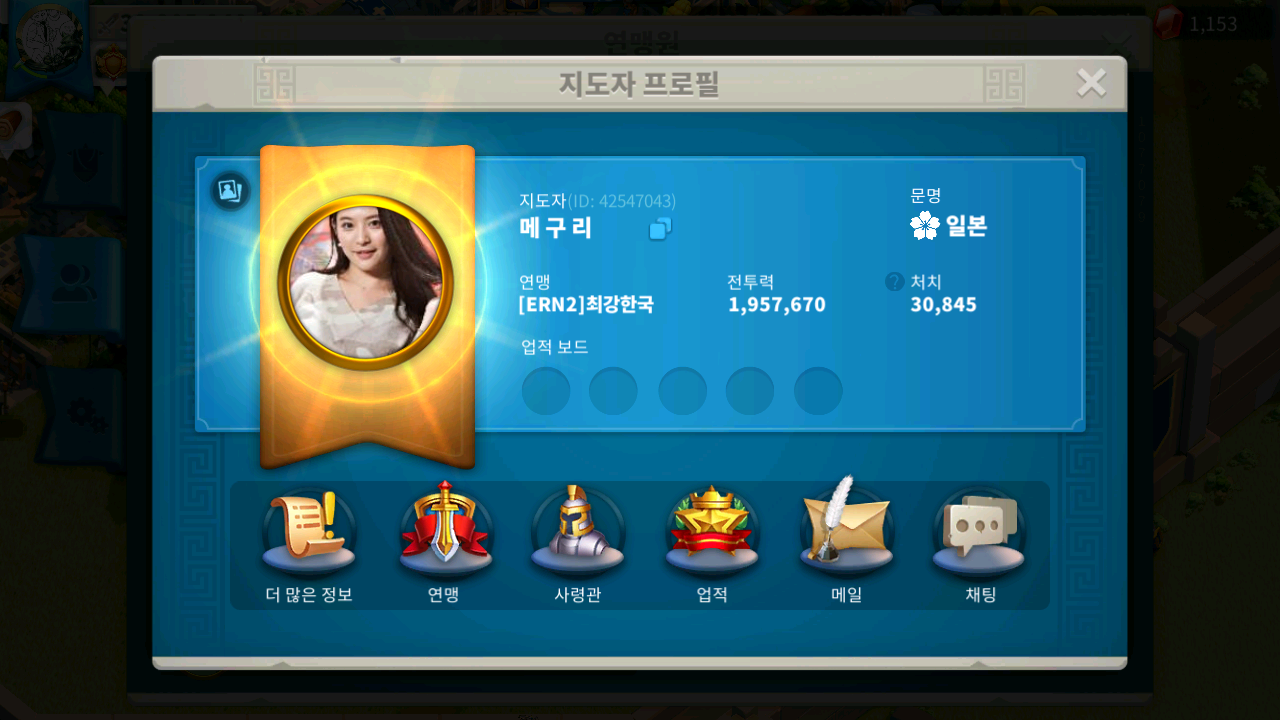 연맹원
1,153
지도자 프로필
지도자(ID: 42547043)
메 구 리
문명
일본
연맹
[ERN2]최강한국
전투력
1,957,670
? 처치
30,845
업적 보드
더 많은 정보
연맹
사령관
업적
메일
채팅